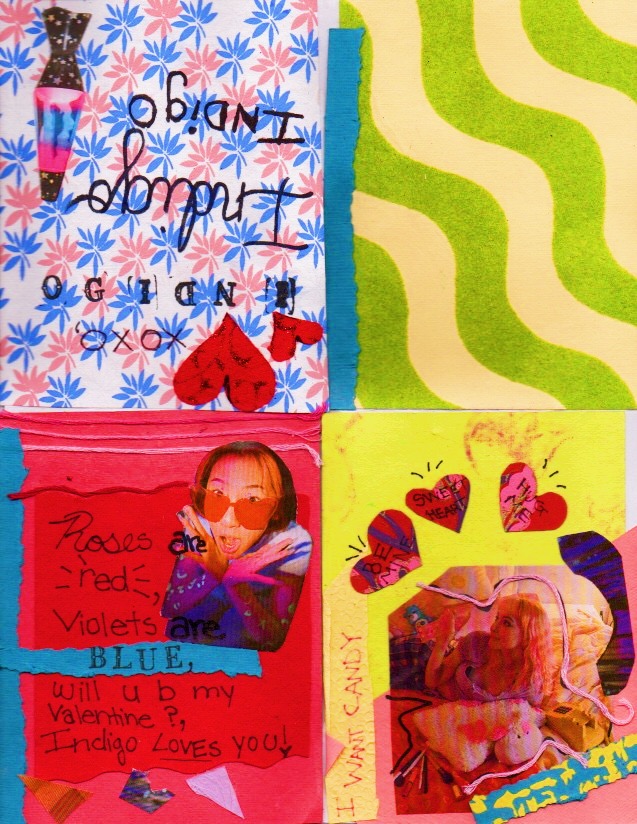 XOXO,
INDIGO
Indigo
INDIGO
Roses are
red,
Violets are
BLUE,
will u b my
Valentine?,
Indigo LOVES YOU!
BE
MINE
SWEET
HEART
I WANT CANDY